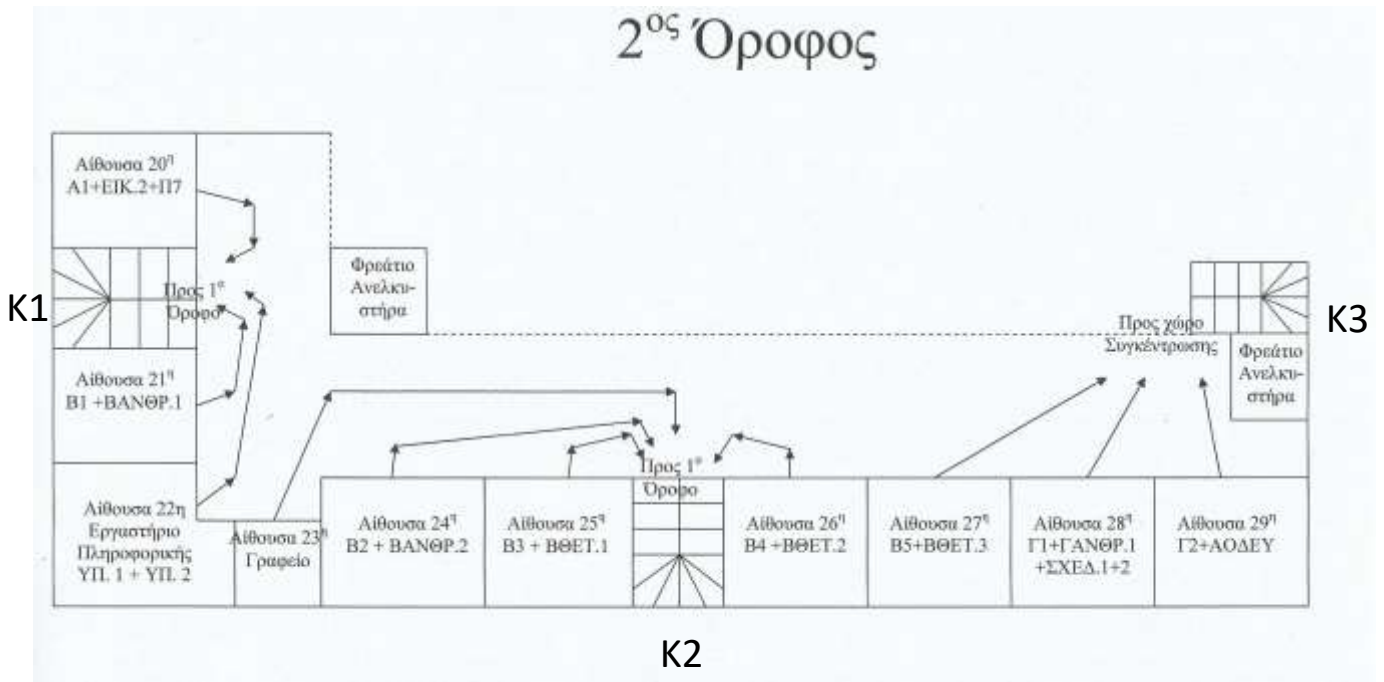 2ος Όροφος
Αίθουσα 20η
Α1+ΕΙΚ.2+Π7
Κ1
Προς 1ο
Όροφο
Φρεάτιο
Ανελκυ-
στήρα
Αίθουσα 21η
Β1 +ΒΑΝΘΡ.1
Αίθουσα 22η
Εργαστήριο
Πληροφορικής
ΥΠ. 1 + ΥΠ. 2
Αίθουσα 23η
Γραφείο
Αίθουσα 24η
Β2 + ΒΑΝΘΡ.2
Αίθουσα 25η
Β3 + ΒΘΕΤ.1
Προς 1ο
Όροφο
Κ2
Αίθουσα 26η
Β4 +ΒΘΕΤ.2
Αίθουσα 27η
Β5+ΒΘΕΤ.3
Αίθουσα 28η
Γ1+ΓΑΝΘΡ.1
+ΣΧΕΔ.1+2
Αίθουσα 29η
Γ2+ΑΟΔΕΥ
Προς χώρο
Συγκέντρωσης
Κ3
Φρεάτιο
Ανελκυ-
στήρα